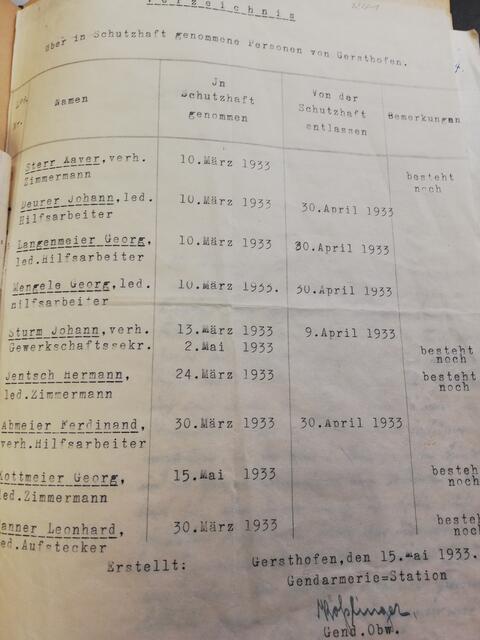 Verzeichnis
über in Schutzhaft genommene Personen von Gersthofen.
Lfd. Nr. Namen Jn Schutzhaft genommen Von der Schutzhaft entlassen Bemerkungen
Sterr Xaver, verh. 10.März 1933
Zimmermann besteht noch
Deurer Johann, led. 10.März 1933 30.April 1933
Hilfsarbeiter
Langenmeier Georg, 10.März 1933 30.April 1933
led.Hilfsarbeiter
Mengele Georg, led. 10.März 1933. 30.April 1933
Hilfsarbeiter
Sturm Johann, verh. 13.März 1933 9.April 1933
Gewerkschaftssekr. 2.Mai 1933 besteht noch
Jentsch Hermann, 24.März 1933 besteht noch
led.Zimmermann
Abmeier Ferdinand, 30.März 1933 30.April 1933
verh.Hilfsarbeiter
Kottmeier Georg, 15.Mai 1933 besteht noch
led.Zimmermann
anner Leonhard, 30.März 1933 besteht noch
led.Aufstecker
Erstellt: Gersthofen, den 15.Mai 1933.
Gendarmerie=Station
Gend.Obw.